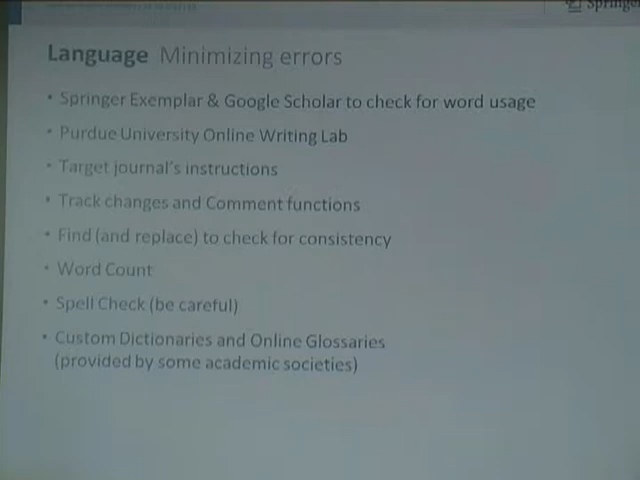 Springer
Language Minimizing errors
• Springer Exemplar & Google Scholar to check for word usage
• Purdue University Online Writing Lab
• Target journal's instructions
• Track changes and Comment functions
• Find (and replace) to check for consistency
• Word Count
• Spell Check (be careful)
• Custom Dictionaries and Online Glossaries
(provided by some academic societies)